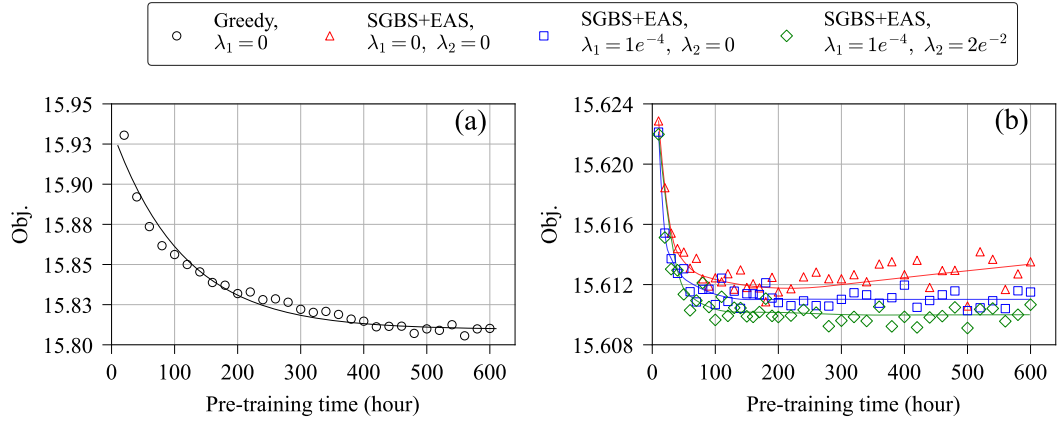 Greedy,
λ₁=0
SGBS+EAS,
λ₁=0, λ₂=0
SGBS+EAS,
λ₁=1e⁻⁴, λ₂=0
SGBS+EAS,
λ₁=1e⁻⁴, λ₂=2e⁻²
(a)
15.95
15.93
15.90
15.88
15.85
15.83
15.80
Obj.
0 100 200 300 400 500 600
Pre-training time (hour)
(b)
15.624
15.620
15.616
15.612
15.608
Obj.
0 100 200 300 400 500 600
Pre-training time (hour)